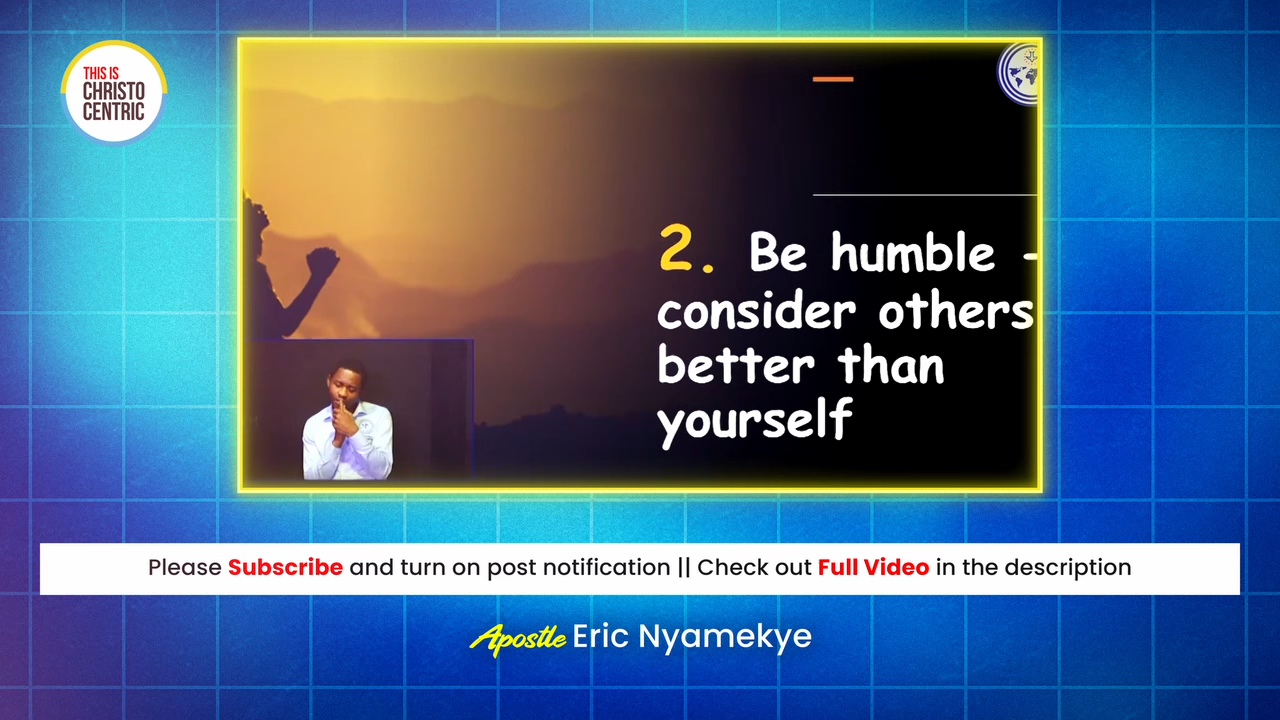 THIS IS
CHRISTO
CENTRIC
2. Be humble -
consider others
better than
yourself
Please Subscribe and turn on post notification || Check out Full Video in the description
Apostle Eric Nyamekye